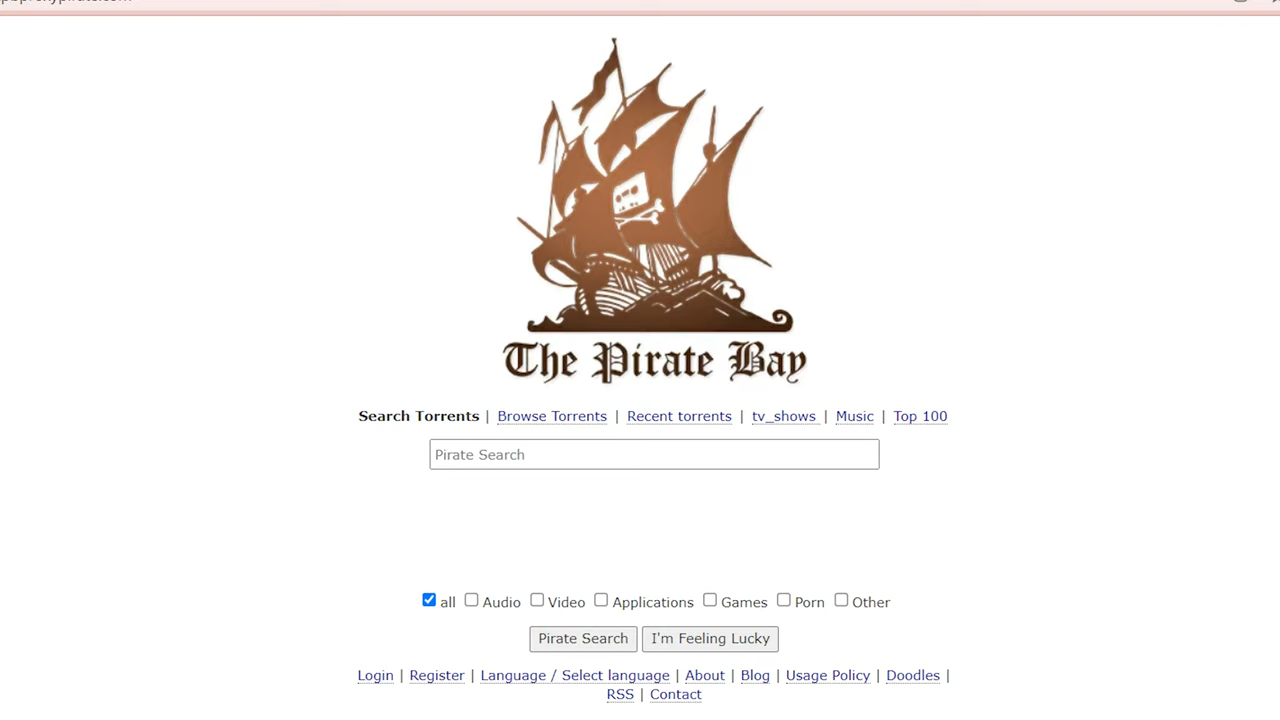 The Pirate Bay
Search Torrents | Browse Torrents | Recent torrents | tv_shows | Music | Top 100
Pirate Search
all Audio Video Applications Games Porn Other
Pirate Search I'm Feeling Lucky
Login | Register | Language / Select language | About | Blog | Usage Policy | Doodles |
RSS | Contact